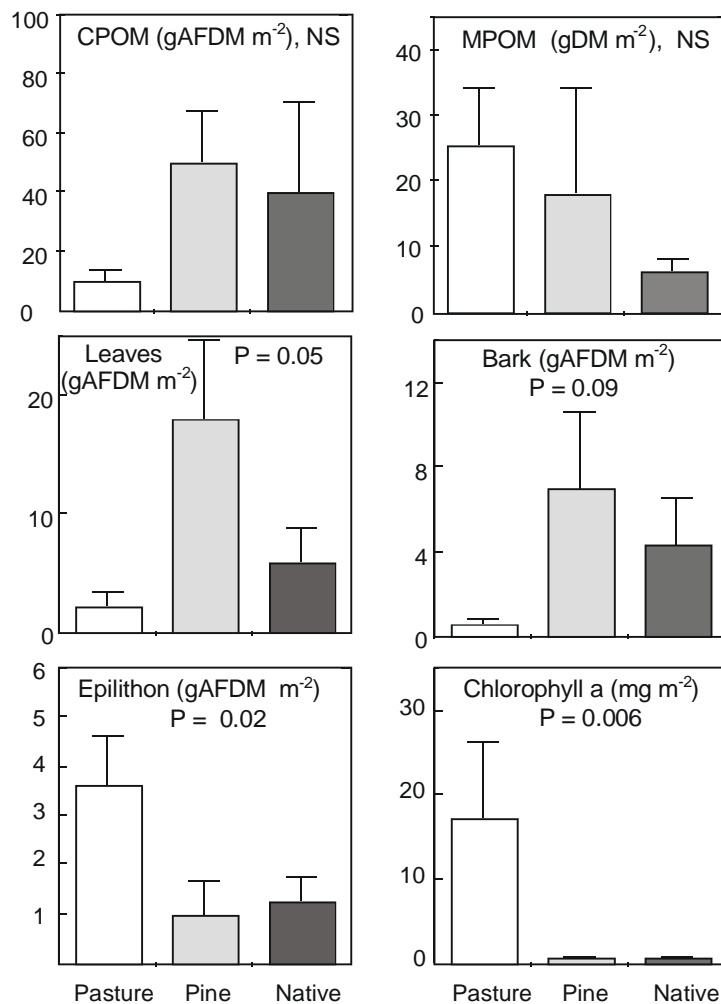 CPOM (gAFDM m-2), NS
100
80
60
40
20
0
MPOM (gDM m-2), NS
40
30
20
10
0
Leaves P = 0.05
(gAFDM m-2)
20
10
0
Bark (gAFDM m-2)
P = 0.09
12
8
4
0
Epilithon (gAFDM m-2)
P = 0.02
6
5
4
3
2
1
Pasture Pine Native
Chlorophyll a (mg m-2)
P = 0.006
30
20
10
0
Pasture Pine Native